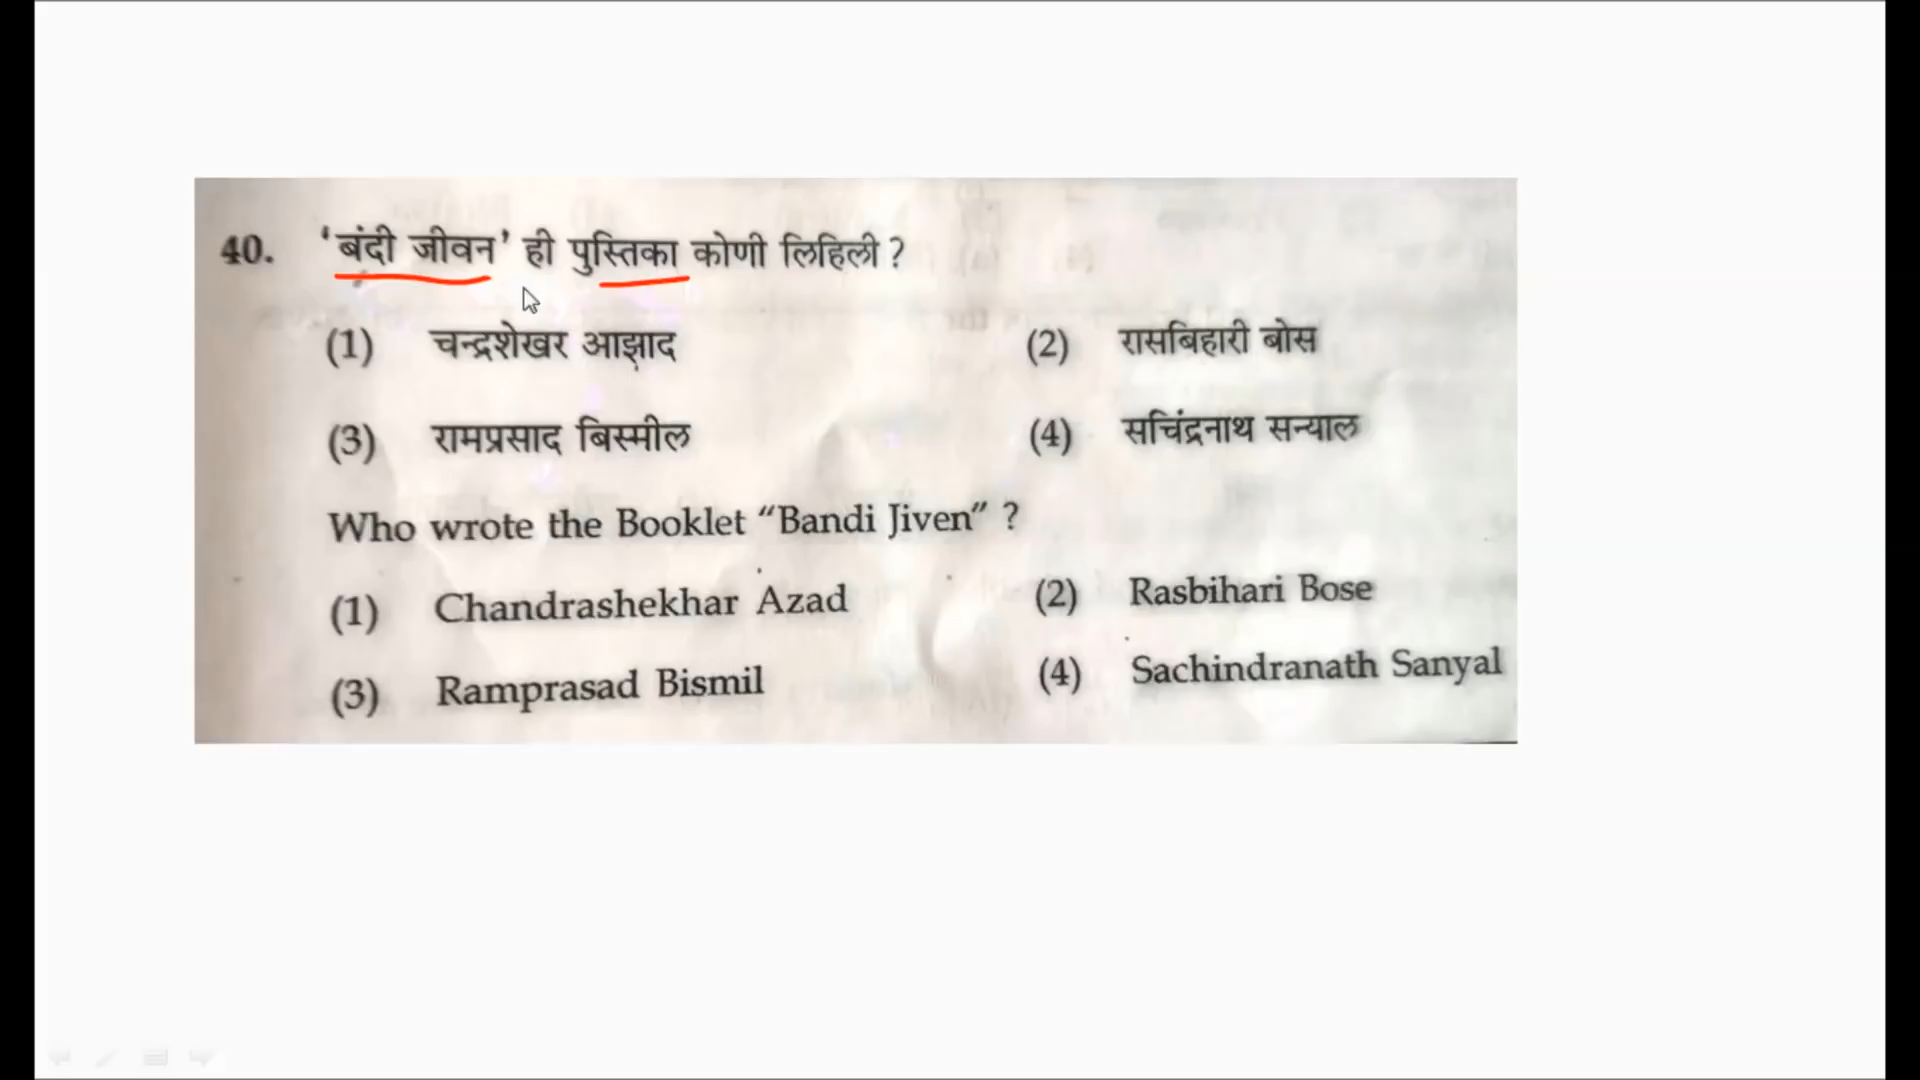 40. 'बंदी जीवन' ही पुस्तिका कोणी लिहिली ?
(1) चन्द्रशेखर आझाद (2) रासबिहारी बोस
(3) रामप्रसाद बिस्मील (4) सचिंद्रनाथ सन्याल
Who wrote the Booklet “Bandi Jiven” ?
(1) Chandrashekhar Azad (2) Rasbihari Bose
(3) Ramprasad Bismil (4) Sachindranath Sanyal